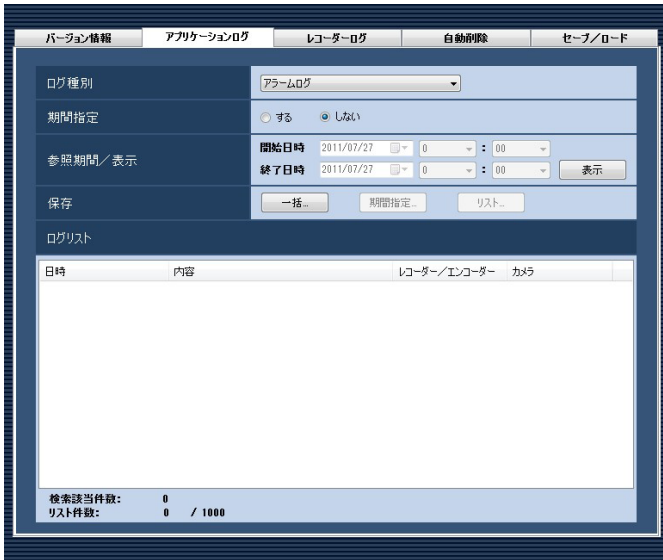 バージョン情報 アプリケーションログ レコーダーログ 自動削除 セーブ/ロード
ログ種別 アラームログ
期間指定 する しない
参照期間/表示 開始日時 2011/07/27 0 : 00
終了日時 2011/07/27 0 : 00 表示
保存 一括... 期間指定... リスト...
ログリスト
日時 内容 レコーダー/エンコーダー カメラ
検索該当件数: 0
リスト件数: 0 / 1000